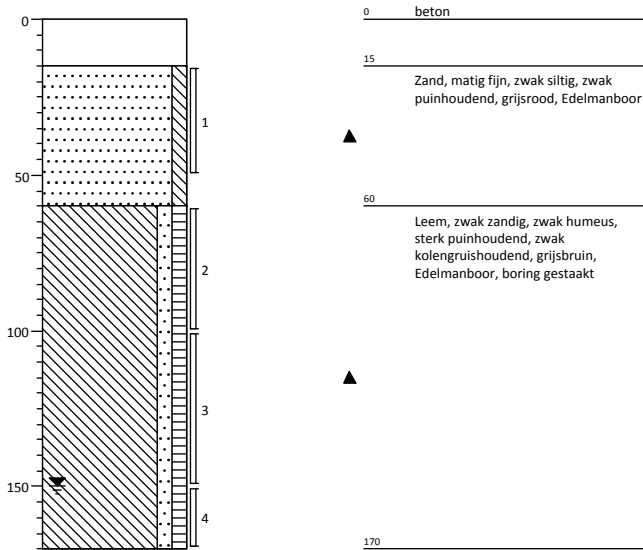 0
50
100
150
1
2
3
4
0
beton
15
Zand, matig fijn, zwak siltig, zwak
puinhoudend, grijsrood, Edelmanboor
60
Leem, zwak zandig, zwak humeus,
sterk puinhoudend, zwak
kolengruishoudend, grijsbruin,
Edelmanboor, boring gestaakt
170